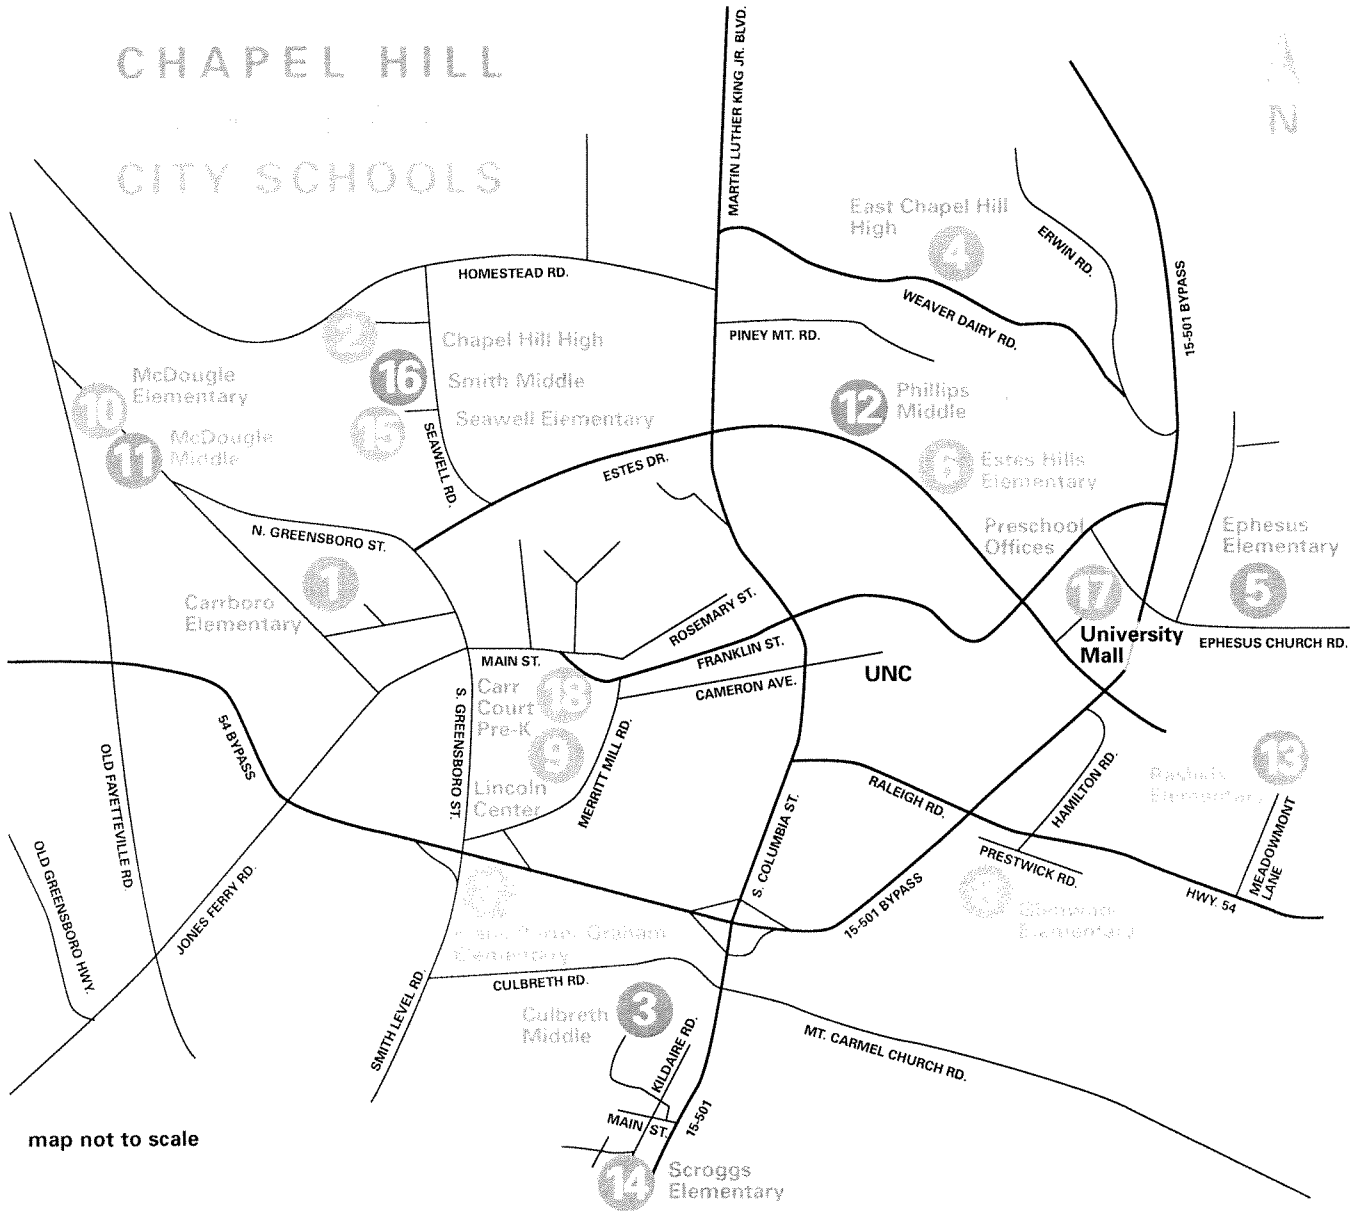 CHAPEL HILL
CITY SCHOOLS
N
MARTIN LUTHER KING JR. BLVD.
East Chapel Hill
High
4
ERWIN RD.
15-501 BYPASS
HOMESTEAD RD.
WEAVER DAIRY RD.
2
Chapel Hill High
PINEY MT. RD.
16
Smith Middle
15
Seawell Elementary
McDougle
Elementary
10
McDougle
Middle
11
12
Phillips
Middle
SEAWELL RD.
ESTES DR.
6
Estes Hills
Elementary
N. GREENSBORO ST.
Preschool
Offices
17
Ephesus
Elementary
5
1
Carrboro
Elementary
ROSEMARY ST.
University
Mall
EPHESUS CHURCH RD.
MAIN ST.
FRANKLIN ST.
CAMERON AVE.
UNC
Carr
Court
Pre-K
18
9
Lincoln
Center
S. GREENSBORO ST.
MERRITT MILL RD.
54 BYPASS
OLD FAYETTEVILLE RD.
OLD GREENSBORO HWY.
JONES FERRY RD.
S. COLUMBIA ST.
RALEIGH RD.
HAMILTON RD.
13
Elementary
MEADOWMONT
LANE
PRESTWICK RD.
HWY. 54
15-501 BYPASS
Elementary
Graham
Elementary
CULBRETH RD.
SMITH LEVEL RD.
Culbreth
Middle
3
KILDAIRE RD.
MT. CARMEL CHURCH RD.
MAIN ST.
15-501
map not to scale
14
Scroggs
Elementary